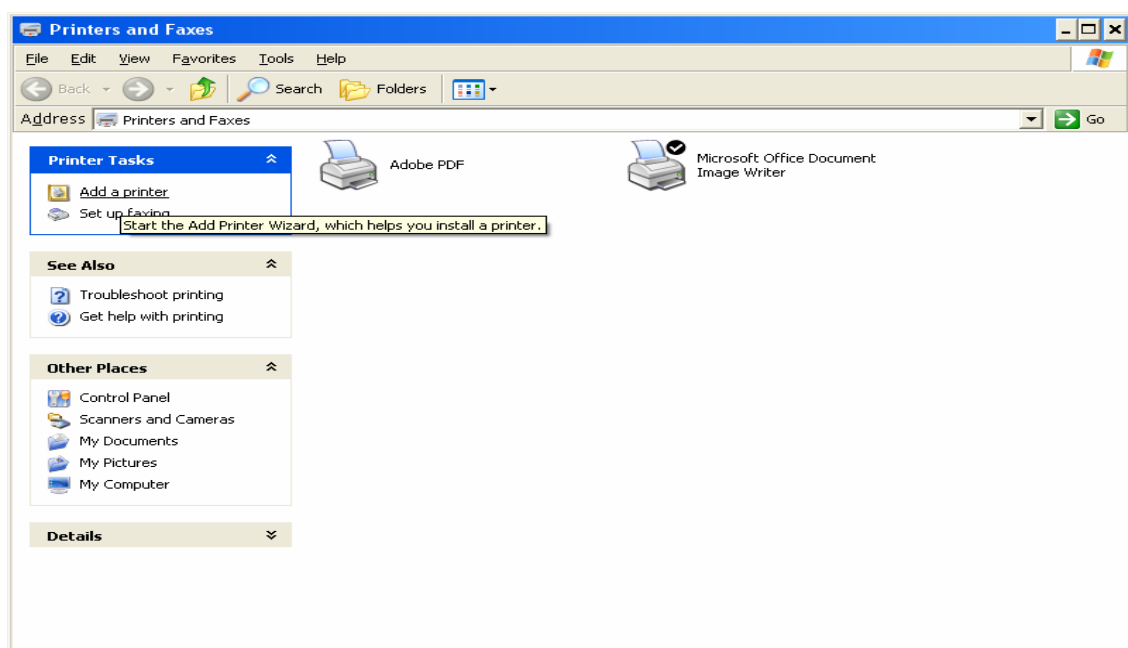 Printers and Faxes
File Edit View Favorites Tools Help
Back Search Folders
Address Printers and Faxes Go
Printer Tasks
Add a printer
Set up faxing
Start the Add Printer Wizard, which helps you install a printer.
See Also
Troubleshoot printing
Get help with printing
Other Places
Control Panel
Scanners and Cameras
My Documents
My Pictures
My Computer
Details
Adobe PDF
Microsoft Office Document
Image Writer